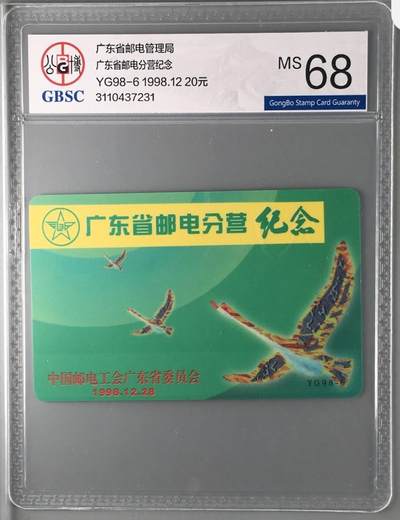 广东省邮电管理局
广东省邮电分营纪念
YG98-6 1998.12 20元
3110437231
公博
G
GBSC
MS 68
GongBo Stamp Card Guaranty
广东省邮电分营 纪念
中国邮电工会广东省委员会
1998.12.28
YG98-6